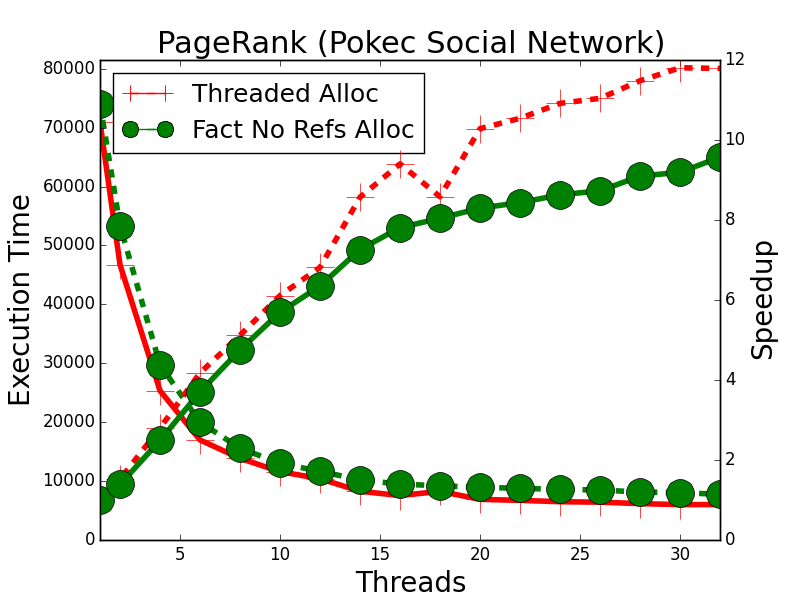 PageRank (Pokec Social Network)
Threaded Alloc
Fact No Refs Alloc
Execution Time
80000
70000
60000
50000
40000
30000
20000
10000
0
Speedup
12
10
8
6
4
2
0
5 10 15 20 25 30
Threads